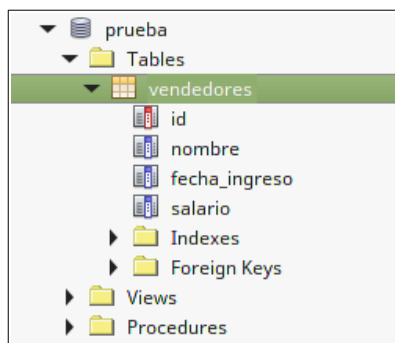 prueba
Tables
vendedores
id
nombre
fecha_ingreso
salario
Indexes
Foreign Keys
Views
Procedures